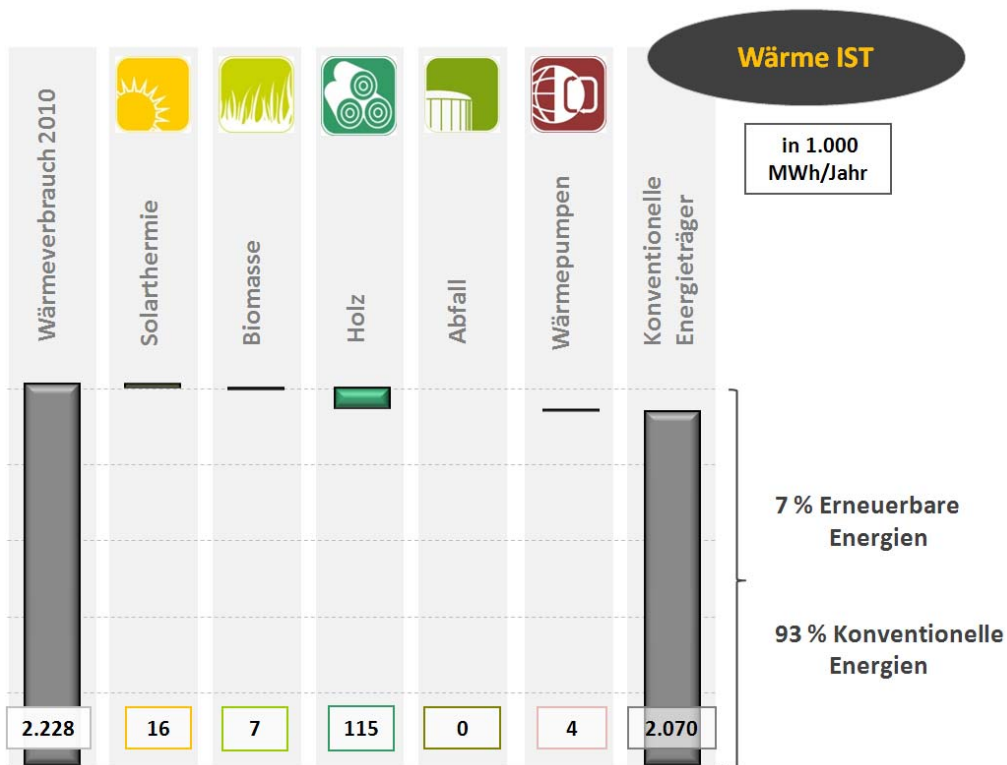 Wärme IST
in 1.000
MWh/Jahr
Wärmeverbrauch 2010
Solarthermie
Biomasse
Holz
Abfall
Wärmepumpen
Konventionelle
Energieträger
7 % Erneuerbare
Energien
93 % Konventionelle
Energien
2.228
16
7
115
0
4
2.070